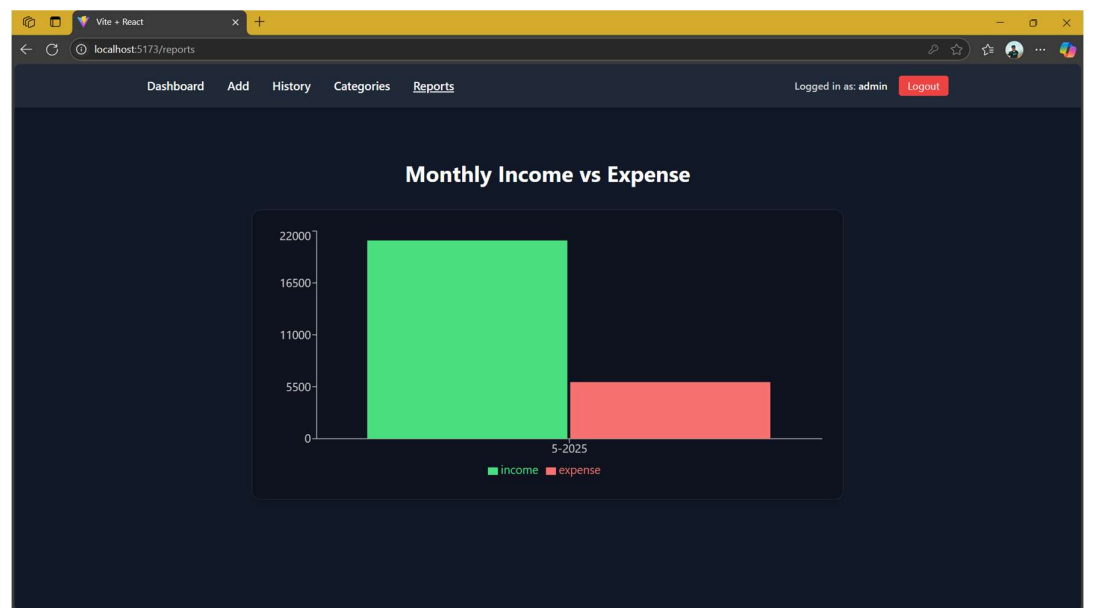 Vite + React
localhost:5173/reports
Dashboard Add History Categories Reports Logged in as: admin Logout
Monthly Income vs Expense
22000
16500
11000
5500
0
5-2025
income expense